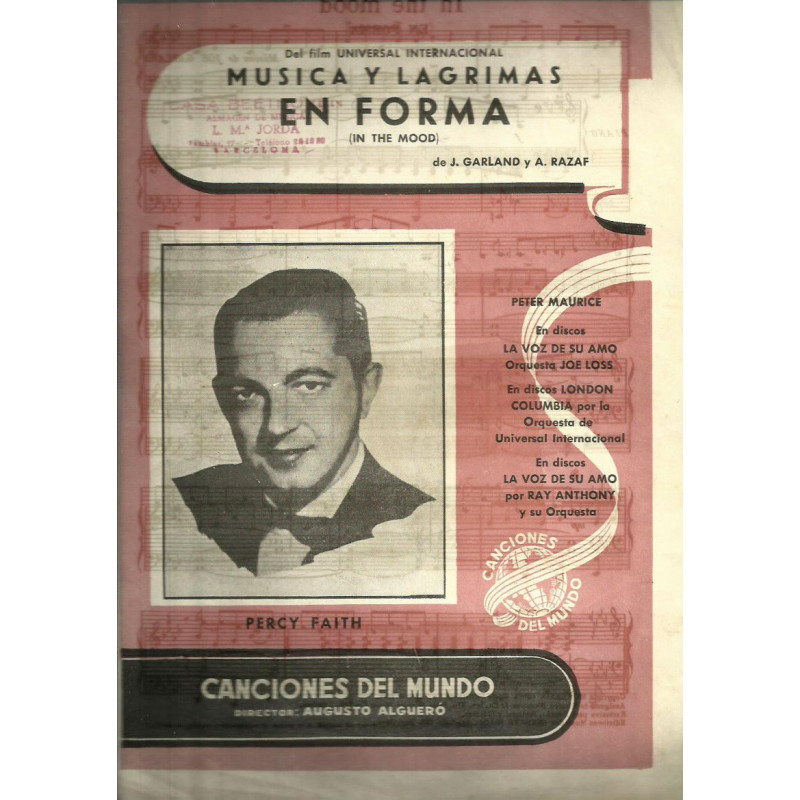 Del film UNIVERSAL INTERNACIONAL
MUSICA Y LAGRIMAS
EN FORMA
(IN THE MOOD)
de J. GARLAND y A. RAZAF
ALMACEN DE MUSICA
L. Mª JORDA
BARCELONA
PETER MAURICE
En discos
LA VOZ DE SU AMO
Orquesta JOE LOSS
En discos LONDON
COLUMBIA por la
Orquesta de
Universal Internacional
En discos
LA VOZ DE SU AMO
por RAY ANTHONY
y su Orquesta
CANCIONES
DEL MUNDO
PERCY FAITH
CANCIONES DEL MUNDO
DIRECTOR: AUGUSTO ALGUERÓ